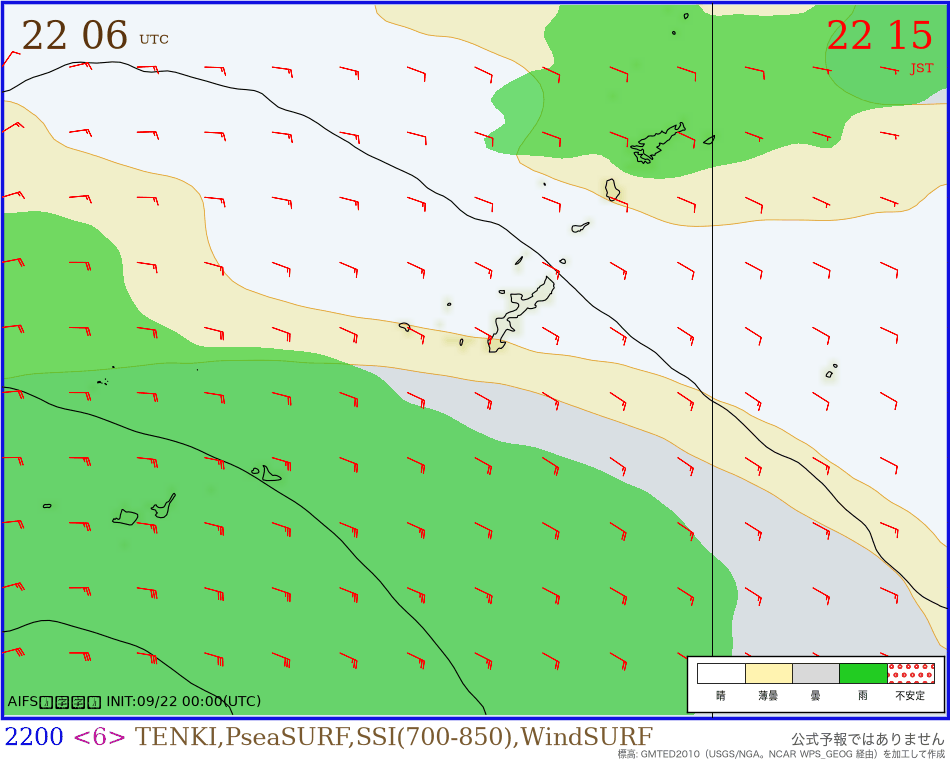 22 06 UTC
22 15
JST
晴 薄曇 曇 雨 不安定
AIFS INIT:09/22 00:00(UTC)
2200 <6> TENKI,PseaSURF,SSI(700-850),WindSURF
公式予報ではありません
標高: GMTED2010（USGS/NGA。NCAR WPS_GEOG 経由）を加工して作成